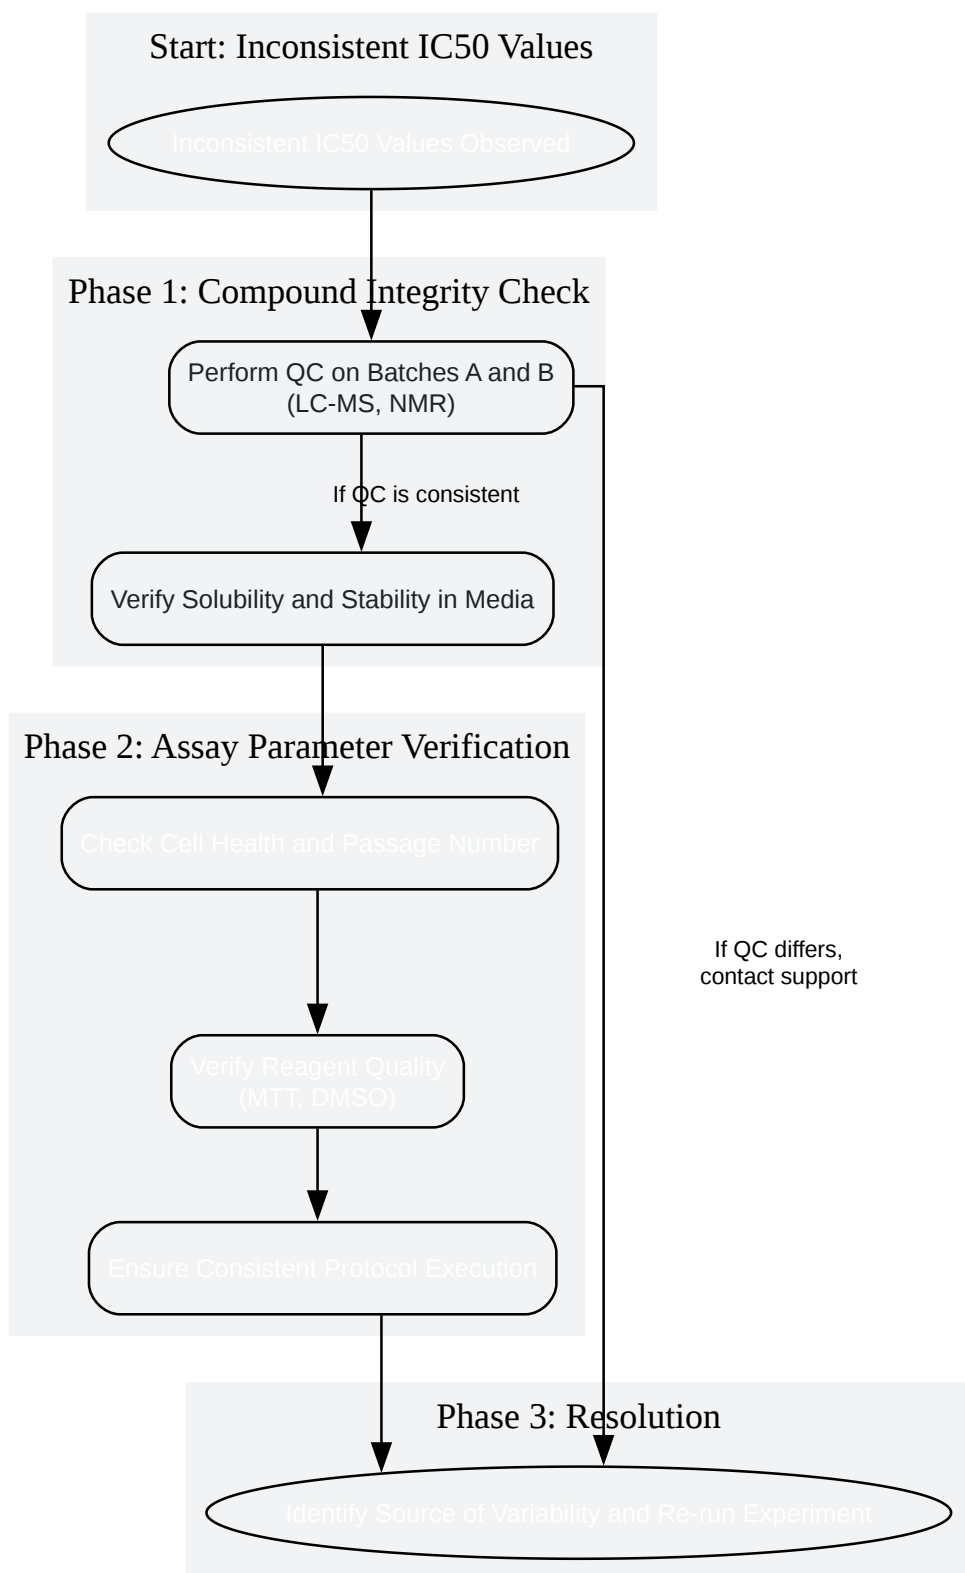 Start: Inconsistent IC50 Values
Inconsistent IC50 Values Observed
Phase 1: Compound Integrity Check
Perform QC on Batches A and B
(LC-MS, NMR)
If QC is consistent
Verify Solubility and Stability in Media
Phase 2: Assay Parameter Verification
Check Cell Health and Passage Number
If QC differs,
contact support
Verify Reagent Quality
(MTT, DMSO)
Ensure Consistent Protocol Execution
Phase 3: Resolution
Identify Source of Variability and Re-run Experiment